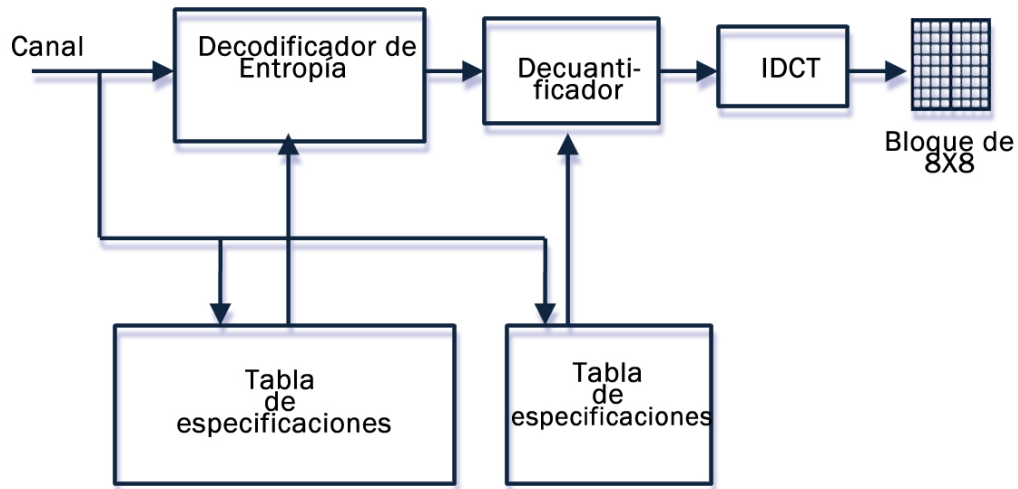 Canal
Decodificador de
Entropía
Decuanti-
ficador
IDCT
Bloque de
8X8
Tabla
de
especificaciones
Tabla
de
especificaciones